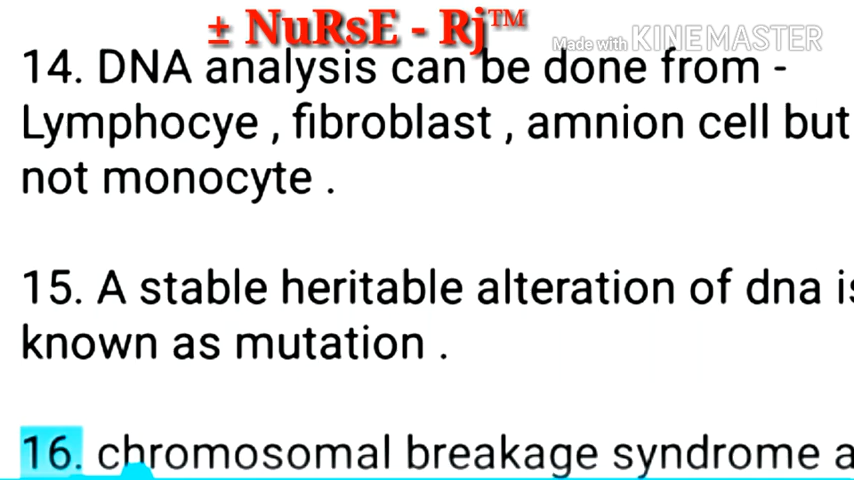 ± NuRsE - Rj™
Made with KINEMASTER
14. DNA analysis can be done from -
Lymphocye , fibroblast , amnion cell but
not monocyte .
15. A stable heritable alteration of dna is
known as mutation .
16. chromosomal breakage syndrome a